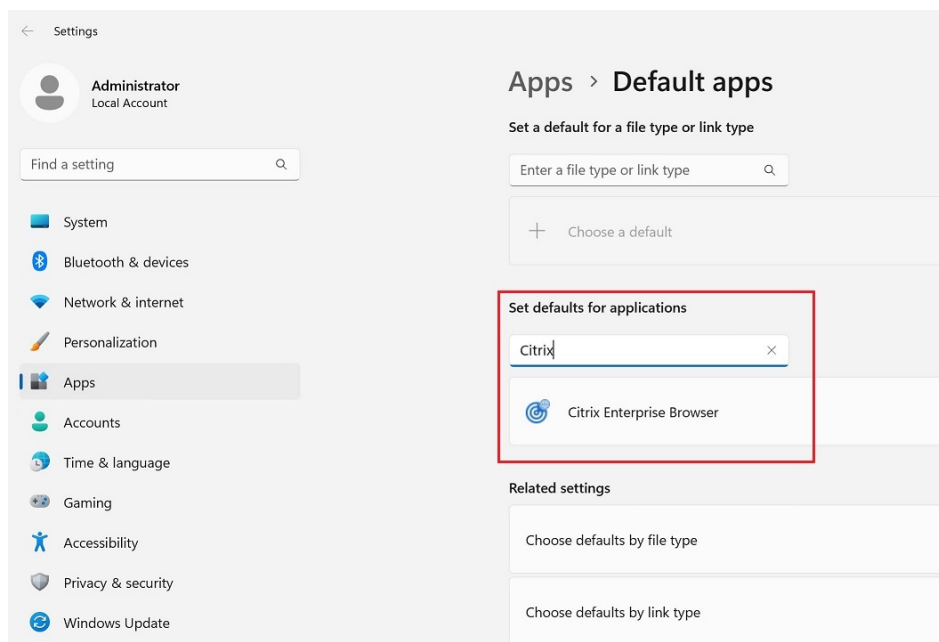 Settings
Administrator
Local Account
Find a setting
System
Bluetooth & devices
Network & internet
Personalization
Apps
Accounts
Time & language
Gaming
Accessibility
Privacy & security
Windows Update
Apps > Default apps
Set a default for a file type or link type
Enter a file type or link type
Choose a default
Set defaults for applications
Citrix
Citrix Enterprise Browser
Related settings
Choose defaults by file type
Choose defaults by link type